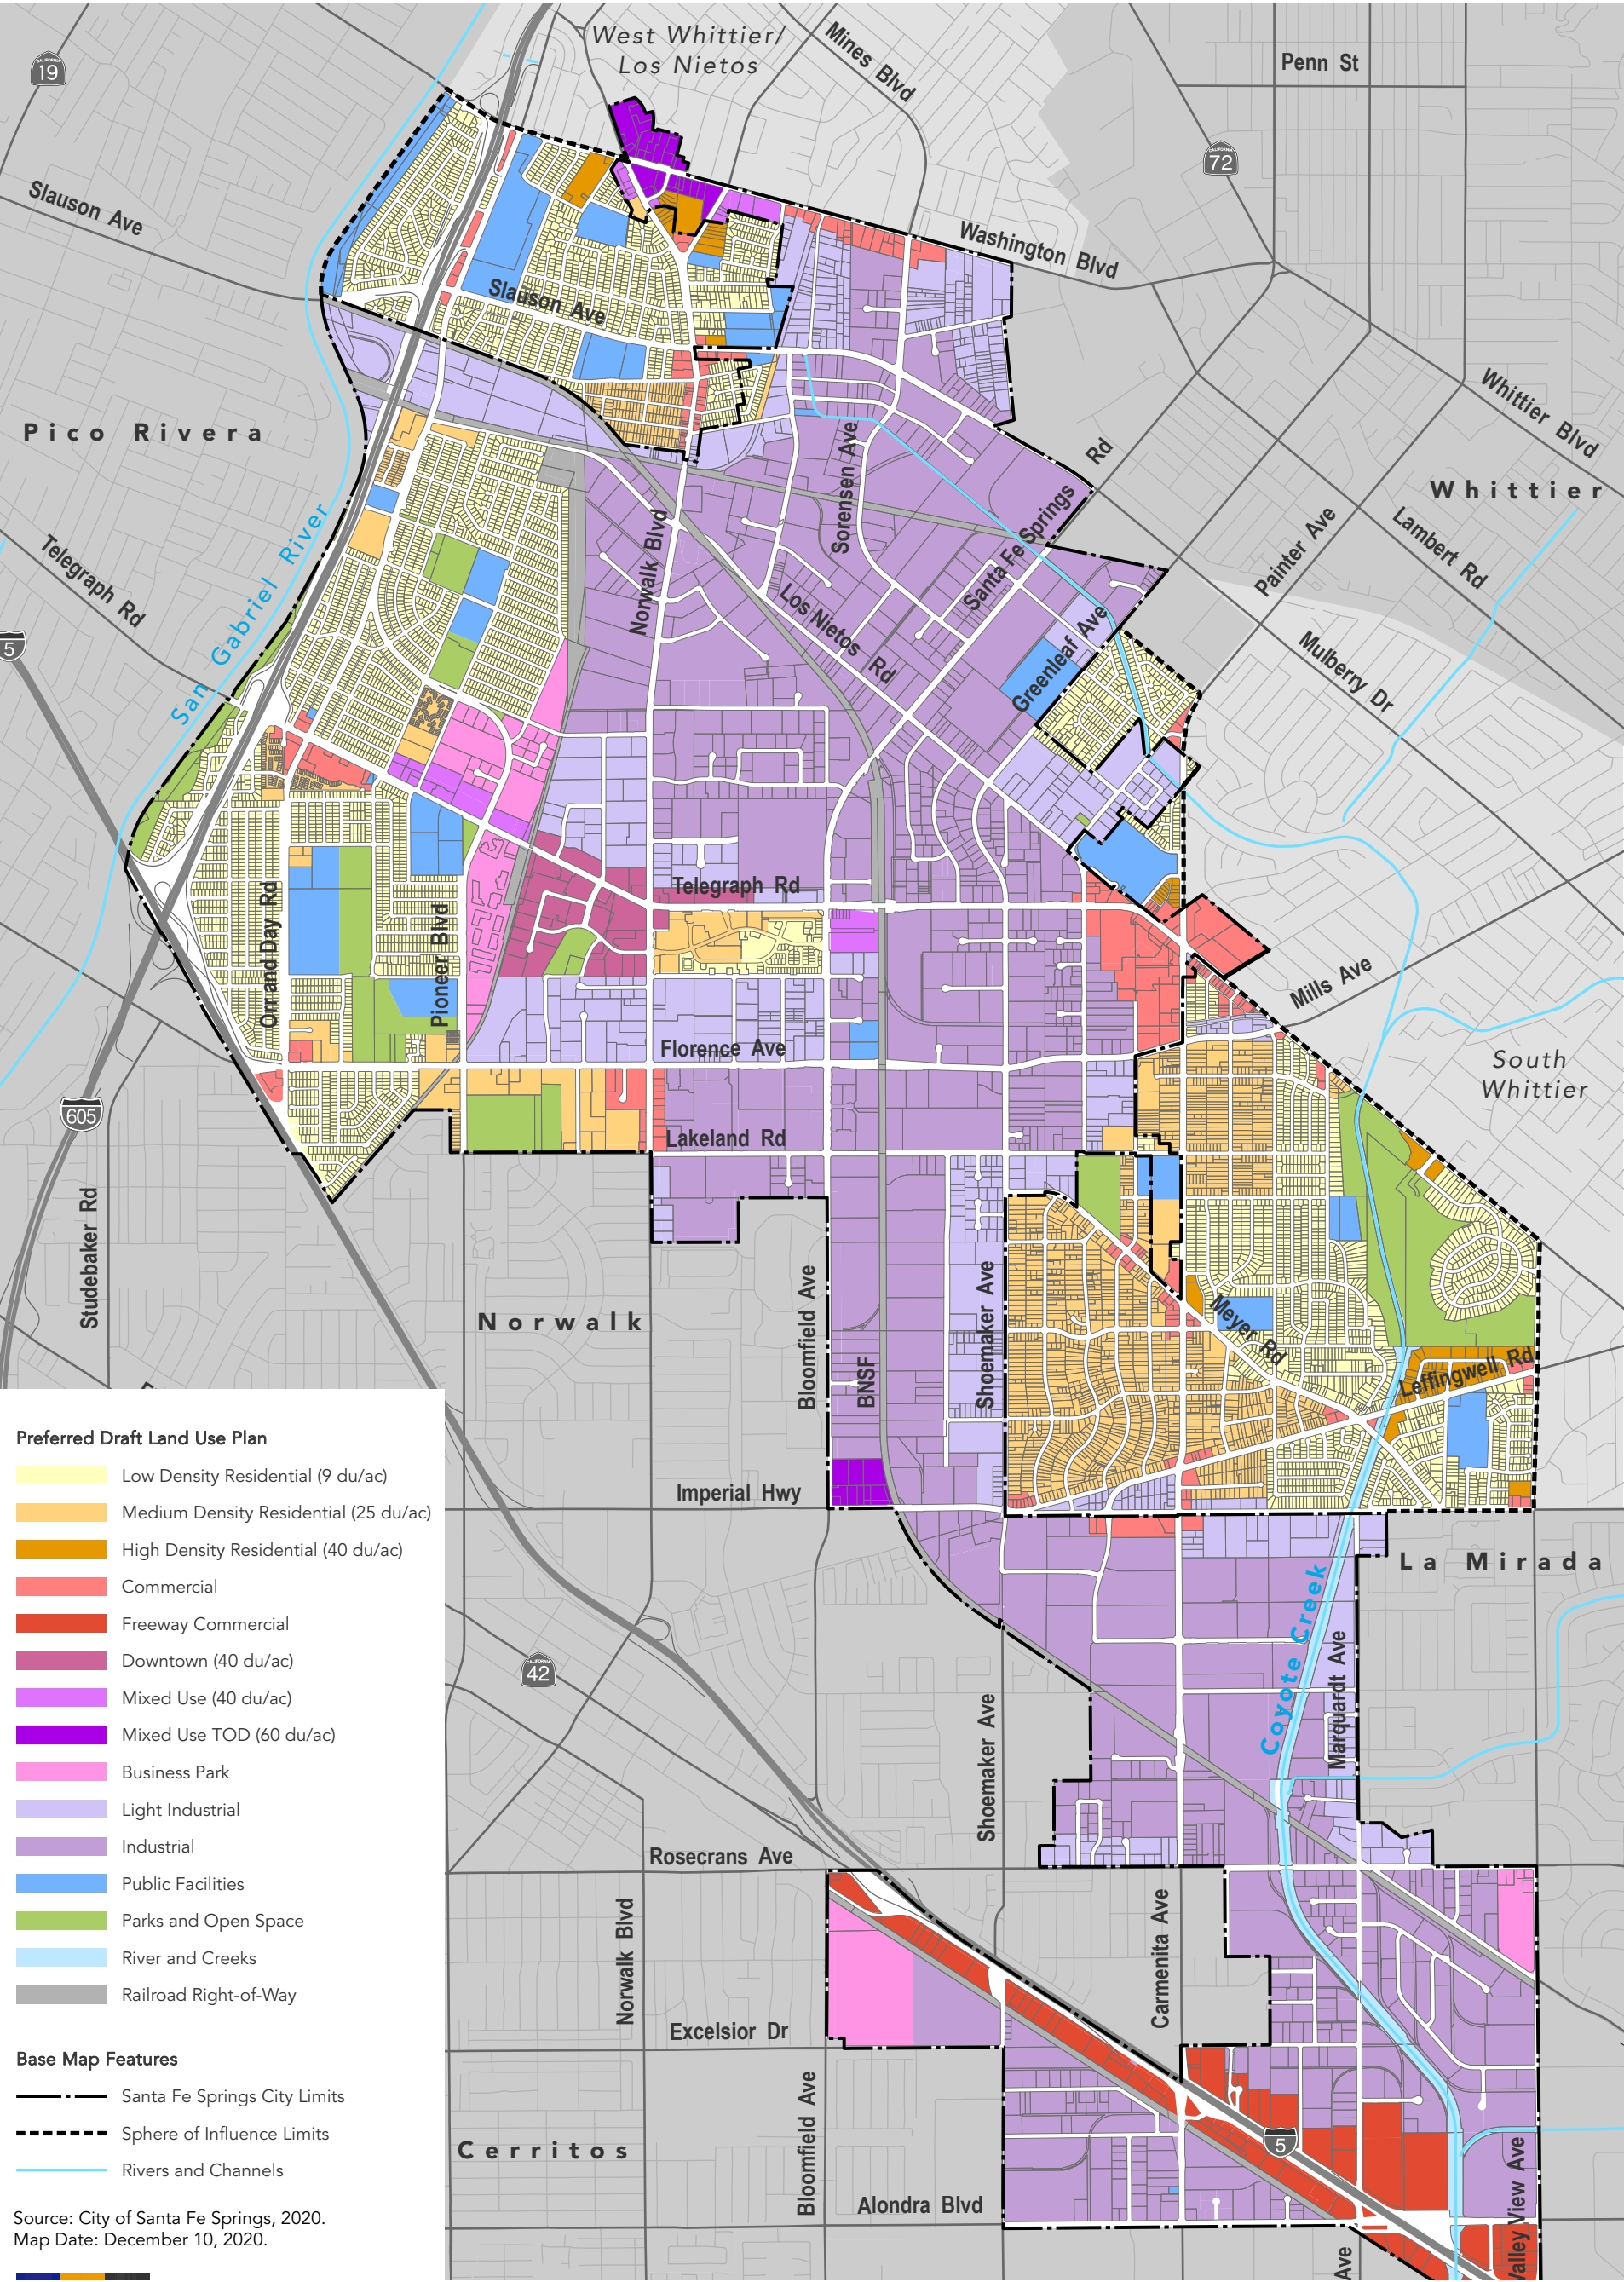 West Whittier/
Los Nietos
Mines Blvd
Penn St
CALIFORNIA
19
CALIFORNIA
72
Slauson Ave
Washington Blvd
Slauson Ave
Pico Rivera
Whittier Blvd
Whittier
Sorensen Ave
Rd
Santa Fe Springs
Lambert Rd
Painter Ave
Telegraph Rd
San Gabriel River
Norwalk Blvd
Los Nietos Rd
Greenleaf Ave
Mulberry Dr
5
Telegraph Rd
Orr and Day Rd
Pioneer Blvd
Mills Ave
Florence Ave
South
Whittier
605
Lakeland Rd
Studebaker Rd
Norwalk
Bloomfield Ave
BNSF
Shoemaker Ave
Meyer Rd
Leffingwell Rd
Imperial Hwy
La Mirada
Coyote Creek
Marquardt Ave
CALIFORNIA
42
Shoemaker Ave
Rosecrans Ave
Norwalk Blvd
Carmenita Ave
Excelsior Dr
Cerritos
Bloomfield Ave
5
Alondra Blvd
Valley View Ave
Ave
Preferred Draft Land Use Plan
Low Density Residential (9 du/ac)
Medium Density Residential (25 du/ac)
High Density Residential (40 du/ac)
Commercial
Freeway Commercial
Downtown (40 du/ac)
Mixed Use (40 du/ac)
Mixed Use TOD (60 du/ac)
Business Park
Light Industrial
Industrial
Public Facilities
Parks and Open Space
River and Creeks
Railroad Right-of-Way
Base Map Features
Santa Fe Springs City Limits
Sphere of Influence Limits
Rivers and Channels
Source: City of Santa Fe Springs, 2020.
Map Date: December 10, 2020.